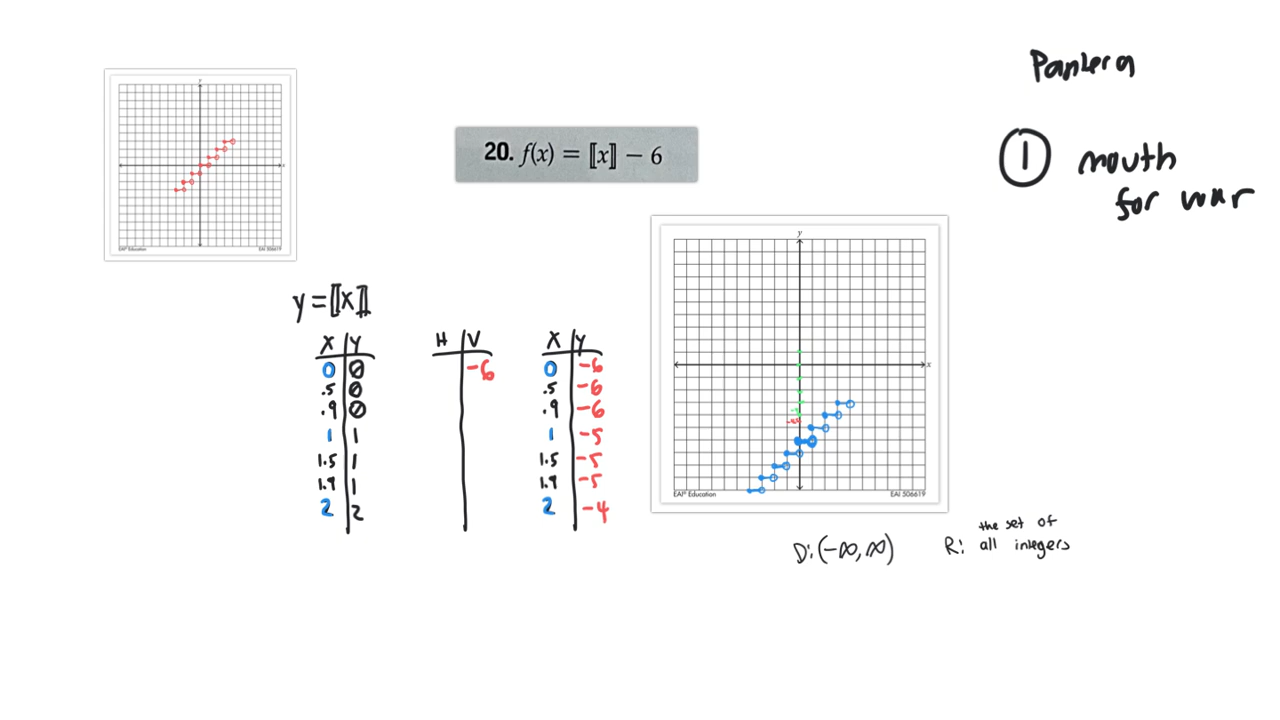 Pantera
y
x
EAI® Education EAI 506619
20. f(x) = ⟦x⟧ − 6
① mouth
for war
y
x
EAI® Education EAI 506619
y = ⟦x⟧
X Y
0 0
.5 0
.9 0
1 1
1.5 1
1.9 1
2 2
H V
-6
X Y
0 -6
.5 -6
.9 -6
1 -5
1.5 -5
1.9 -5
2 -4
D: (-∞, ∞)
the set of
R: all integers